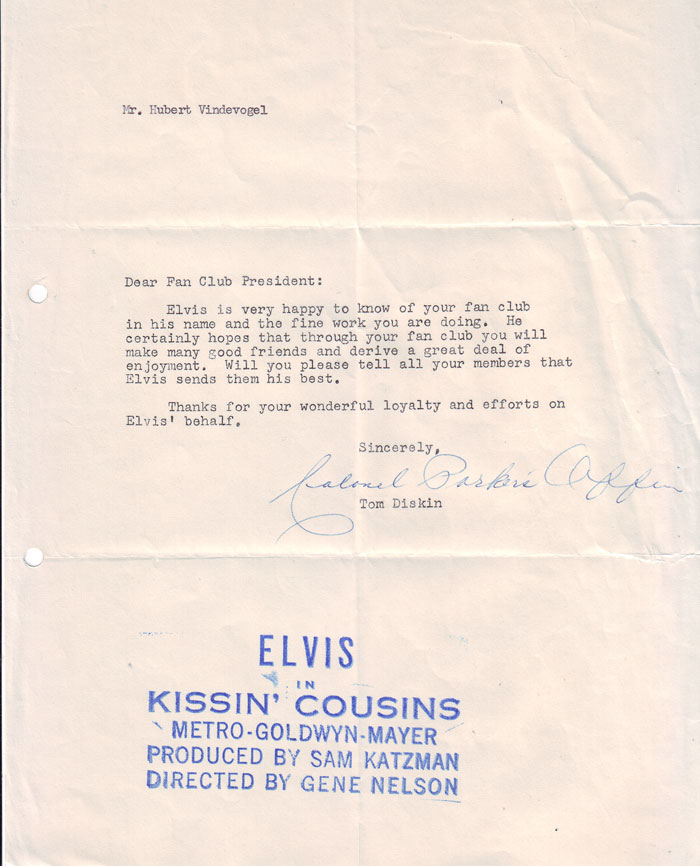 Mr. Hubert Vindevogel
Dear Fan Club President:
Elvis is very happy to know of your fan club
in his name and the fine work you are doing. He
certainly hopes that through your fan club you will
make many good friends and derive a great deal of
enjoyment. Will you please tell all your members that
Elvis sends them his best.
Thanks for your wonderful loyalty and efforts on
Elvis' behalf.
Sincerely,
Colonel Parker's Office
Tom Diskin
ELVIS
IN
KISSIN' COUSINS
METRO-GOLDWYN-MAYER
PRODUCED BY SAM KATZMAN
DIRECTED BY GENE NELSON